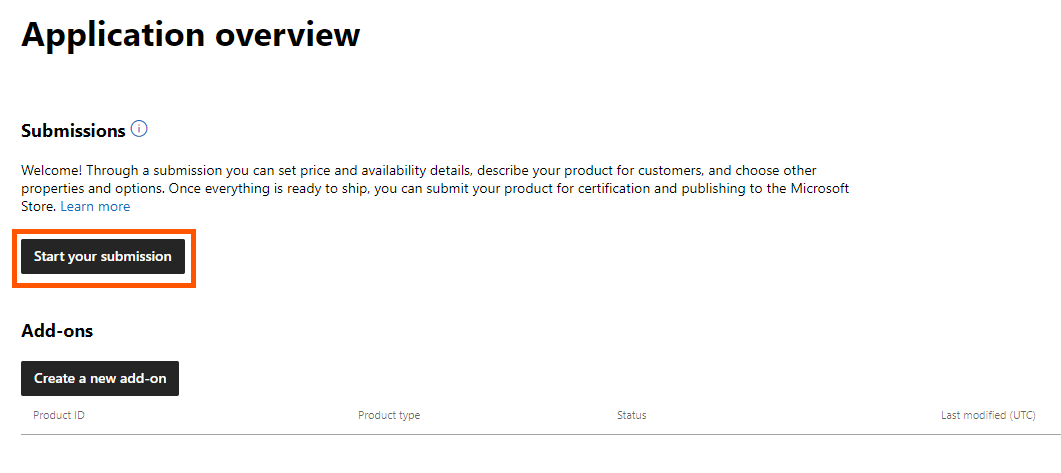 Application overview
Submissions
Welcome! Through a submission you can set price and availability details, describe your product for customers, and choose other
properties and options. Once everything is ready to ship, you can submit your product for certification and publishing to the Microsoft
Store. Learn more
Start your submission
Add-ons
Create a new add-on
Product ID Product type Status Last modified (UTC)